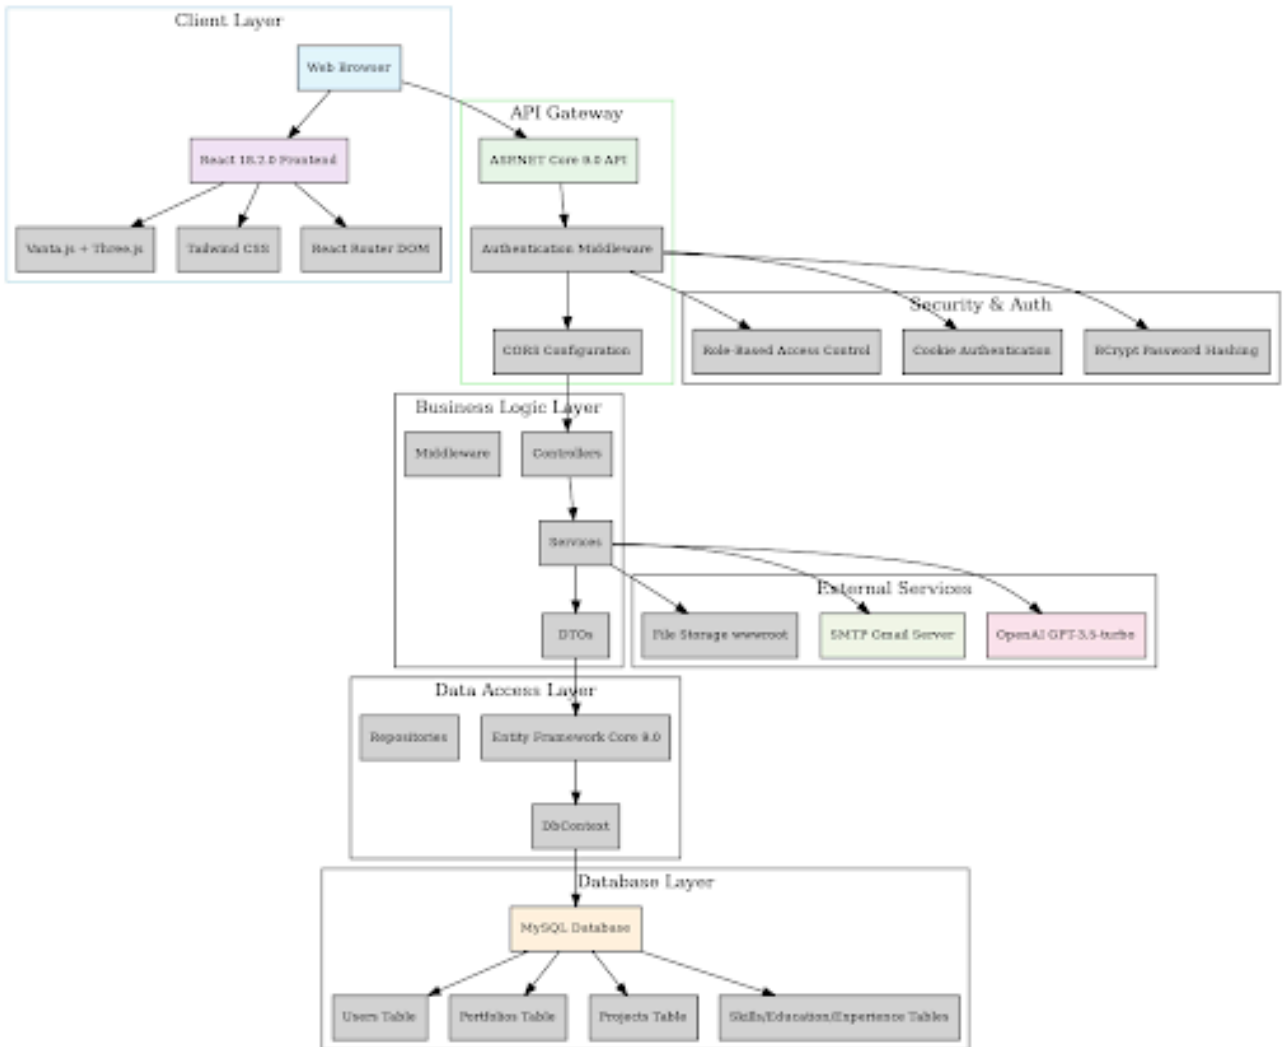 Client Layer
Web Browser
API Gateway
React 18.2.0 Frontend
ASP.NET Core 9.0 API
Vanta.js + Three.js
Tailwind CSS
React Router DOM
Authentication Middleware
Security & Auth
CORS Configuration
Role-Based Access Control
Cookie Authentication
BCrypt Password Hashing
Business Logic Layer
Middleware
Controllers
Services
External Services
DTOs
File Storage wwwroot
SMTP Gmail Server
OpenAI GPT-3.5-turbo
Data Access Layer
Repositories
Entity Framework Core 9.0
DbContext
Database Layer
MySQL Database
Users Table
Portfolios Table
Projects Table
Skills/Education/Experience Tables